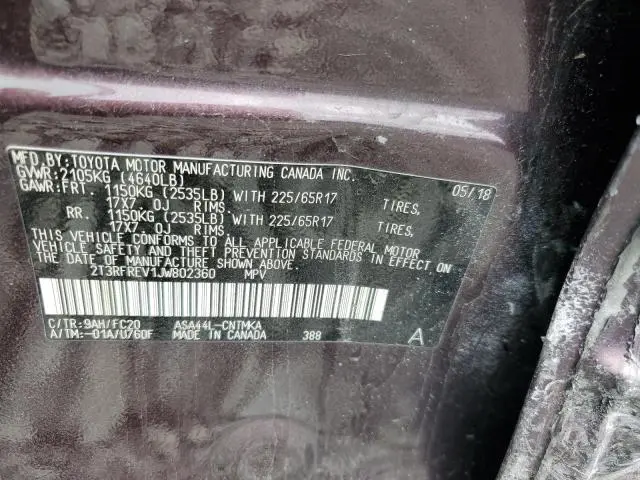 MFD.BY:TOYOTA MOTOR MANUFACTURING CANADA INC.
GVWR:2105KG (4640LB) 05/18
GAWR:FRT. 1150KG (2535LB) WITH 225/65R17 TIRES,
17X7.0J RIMS
RR. 1150KG (2535LB) WITH 225/65R17 TIRES,
17X7.0J RIMS
THIS VEHICLE CONFORMS TO ALL APPLICABLE FEDERAL MOTOR
VEHICLE SAFETY AND THEFT PREVENTION STANDARDS IN EFFECT ON
THE DATE OF MANUFACTURE SHOWN ABOVE.
2T3RFREV1JW802360 MPV
C/TR:9AH/FC20 ASA44L-CNTMKA
A/TM:-01A/U760F MADE IN CANADA 388 A